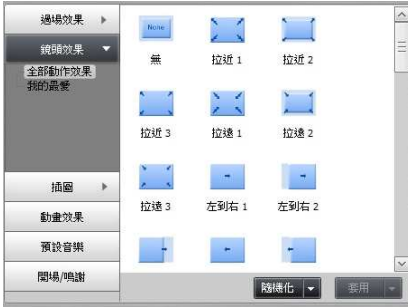 過場效果
鏡頭效果
全部動作效果
我的最愛
插圖
動畫效果
預設音樂
開場/鳴謝
None
無
拉近 1
拉近 2
拉近 3
拉遠 1
拉遠 2
拉遠 3
左到右 1
左到右 2
隨機化
套用